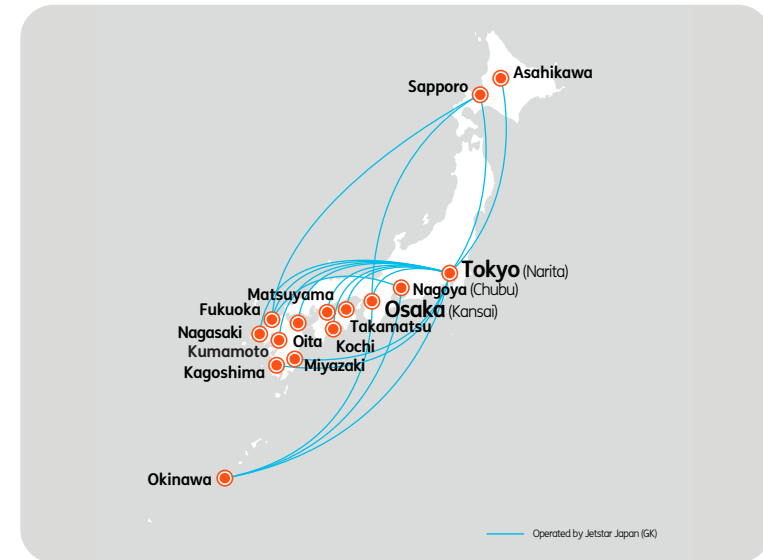 Asahikawa
Sapporo
Tokyo (Narita)
Nagoya (Chubu)
Matsuyama
Osaka (Kansai)
Fukuoka
Takamatsu
Nagasaki
Oita
Kochi
Kumamoto
Miyazaki
Kagoshima
Okinawa
Operated by Jetstar Japan (GK)